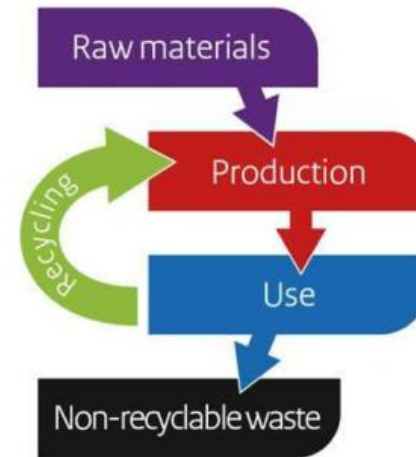 Raw materials
Production
Recycling
Use
Non-recyclable waste